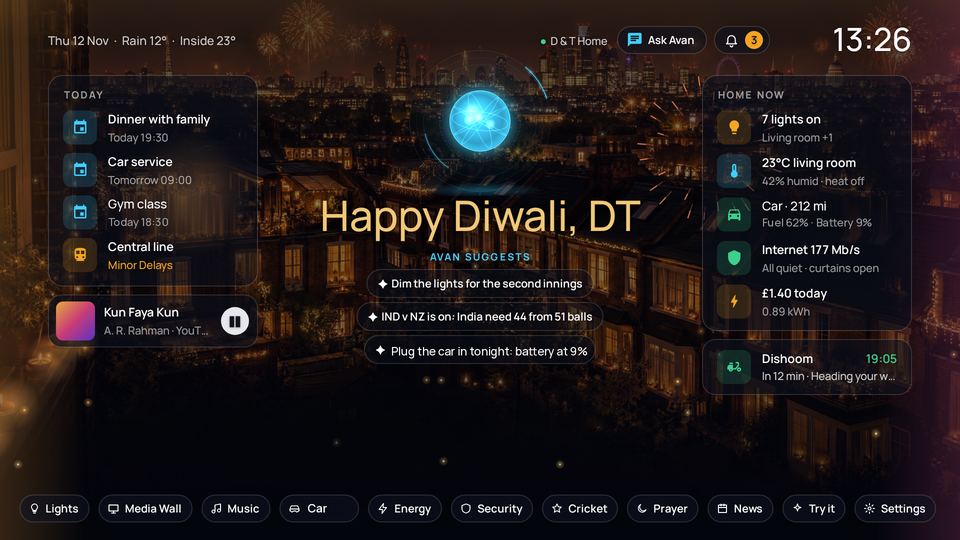 Thu 12 Nov · Rain 12° · Inside 23°
D & T Home
Ask Avan
3
13:26
TODAY
Dinner with family
Today 19:30
Car service
Tomorrow 09:00
Gym class
Today 18:30
Central line
Minor Delays
Kun Faya Kun
A. R. Rahman · YouT...
Happy Diwali, DT
AVAN SUGGESTS
Dim the lights for the second innings
IND v NZ is on: India need 44 from 51 balls
Plug the car in tonight: battery at 9%
HOME NOW
7 lights on
Living room +1
23°C living room
42% humid · heat off
Car · 212 mi
Fuel 62% · Battery 9%
Internet 177 Mb/s
All quiet · curtains open
£1.40 today
0.89 kWh
Dishoom 19:05
In 12 min · Heading your w...
Lights
Media Wall
Music
Car
Energy
Security
Cricket
Prayer
News
Try it
Settings